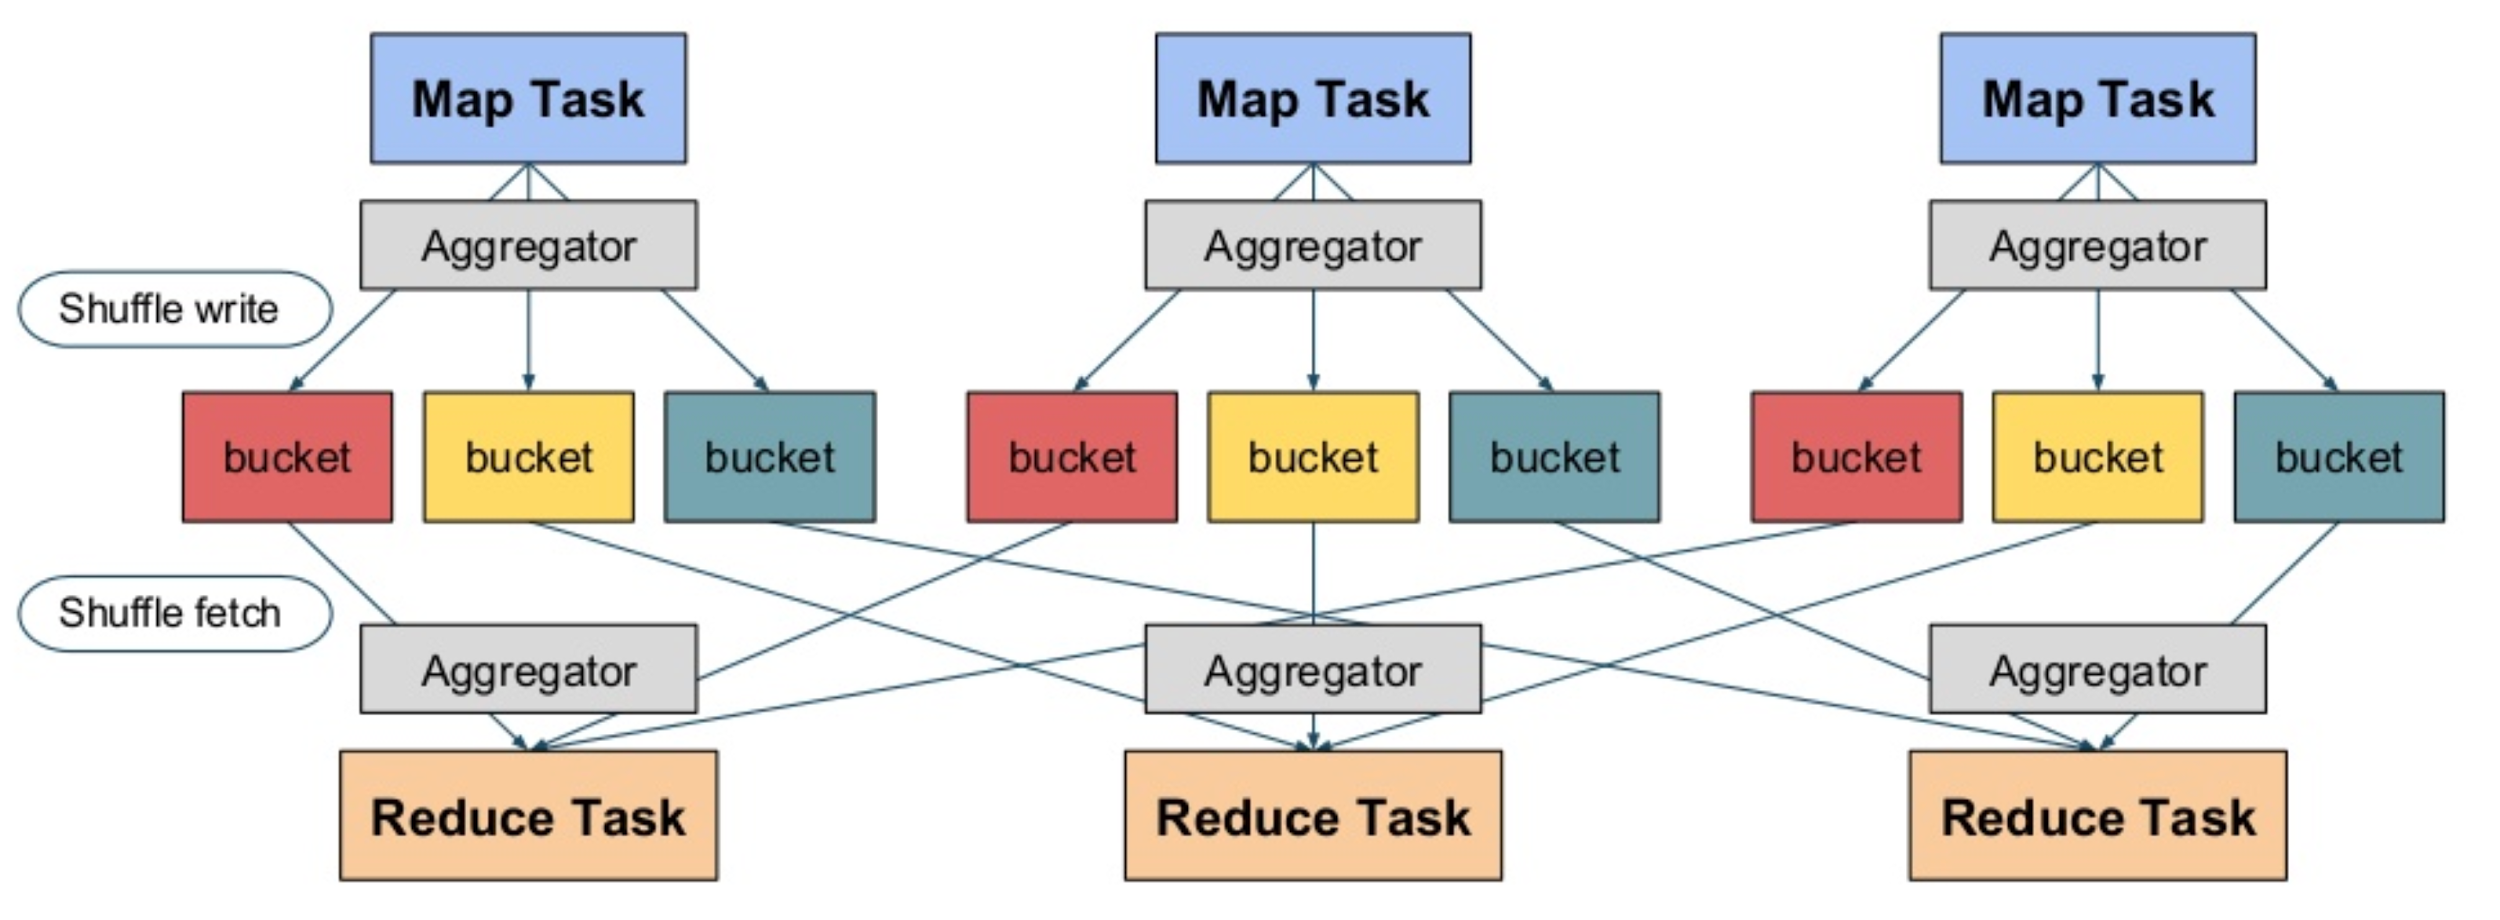 Map Task
Map Task
Map Task
Aggregator
Aggregator
Aggregator
Shuffle write
bucket
bucket
bucket
bucket
bucket
bucket
bucket
bucket
bucket
Shuffle fetch
Aggregator
Aggregator
Aggregator
Reduce Task
Reduce Task
Reduce Task